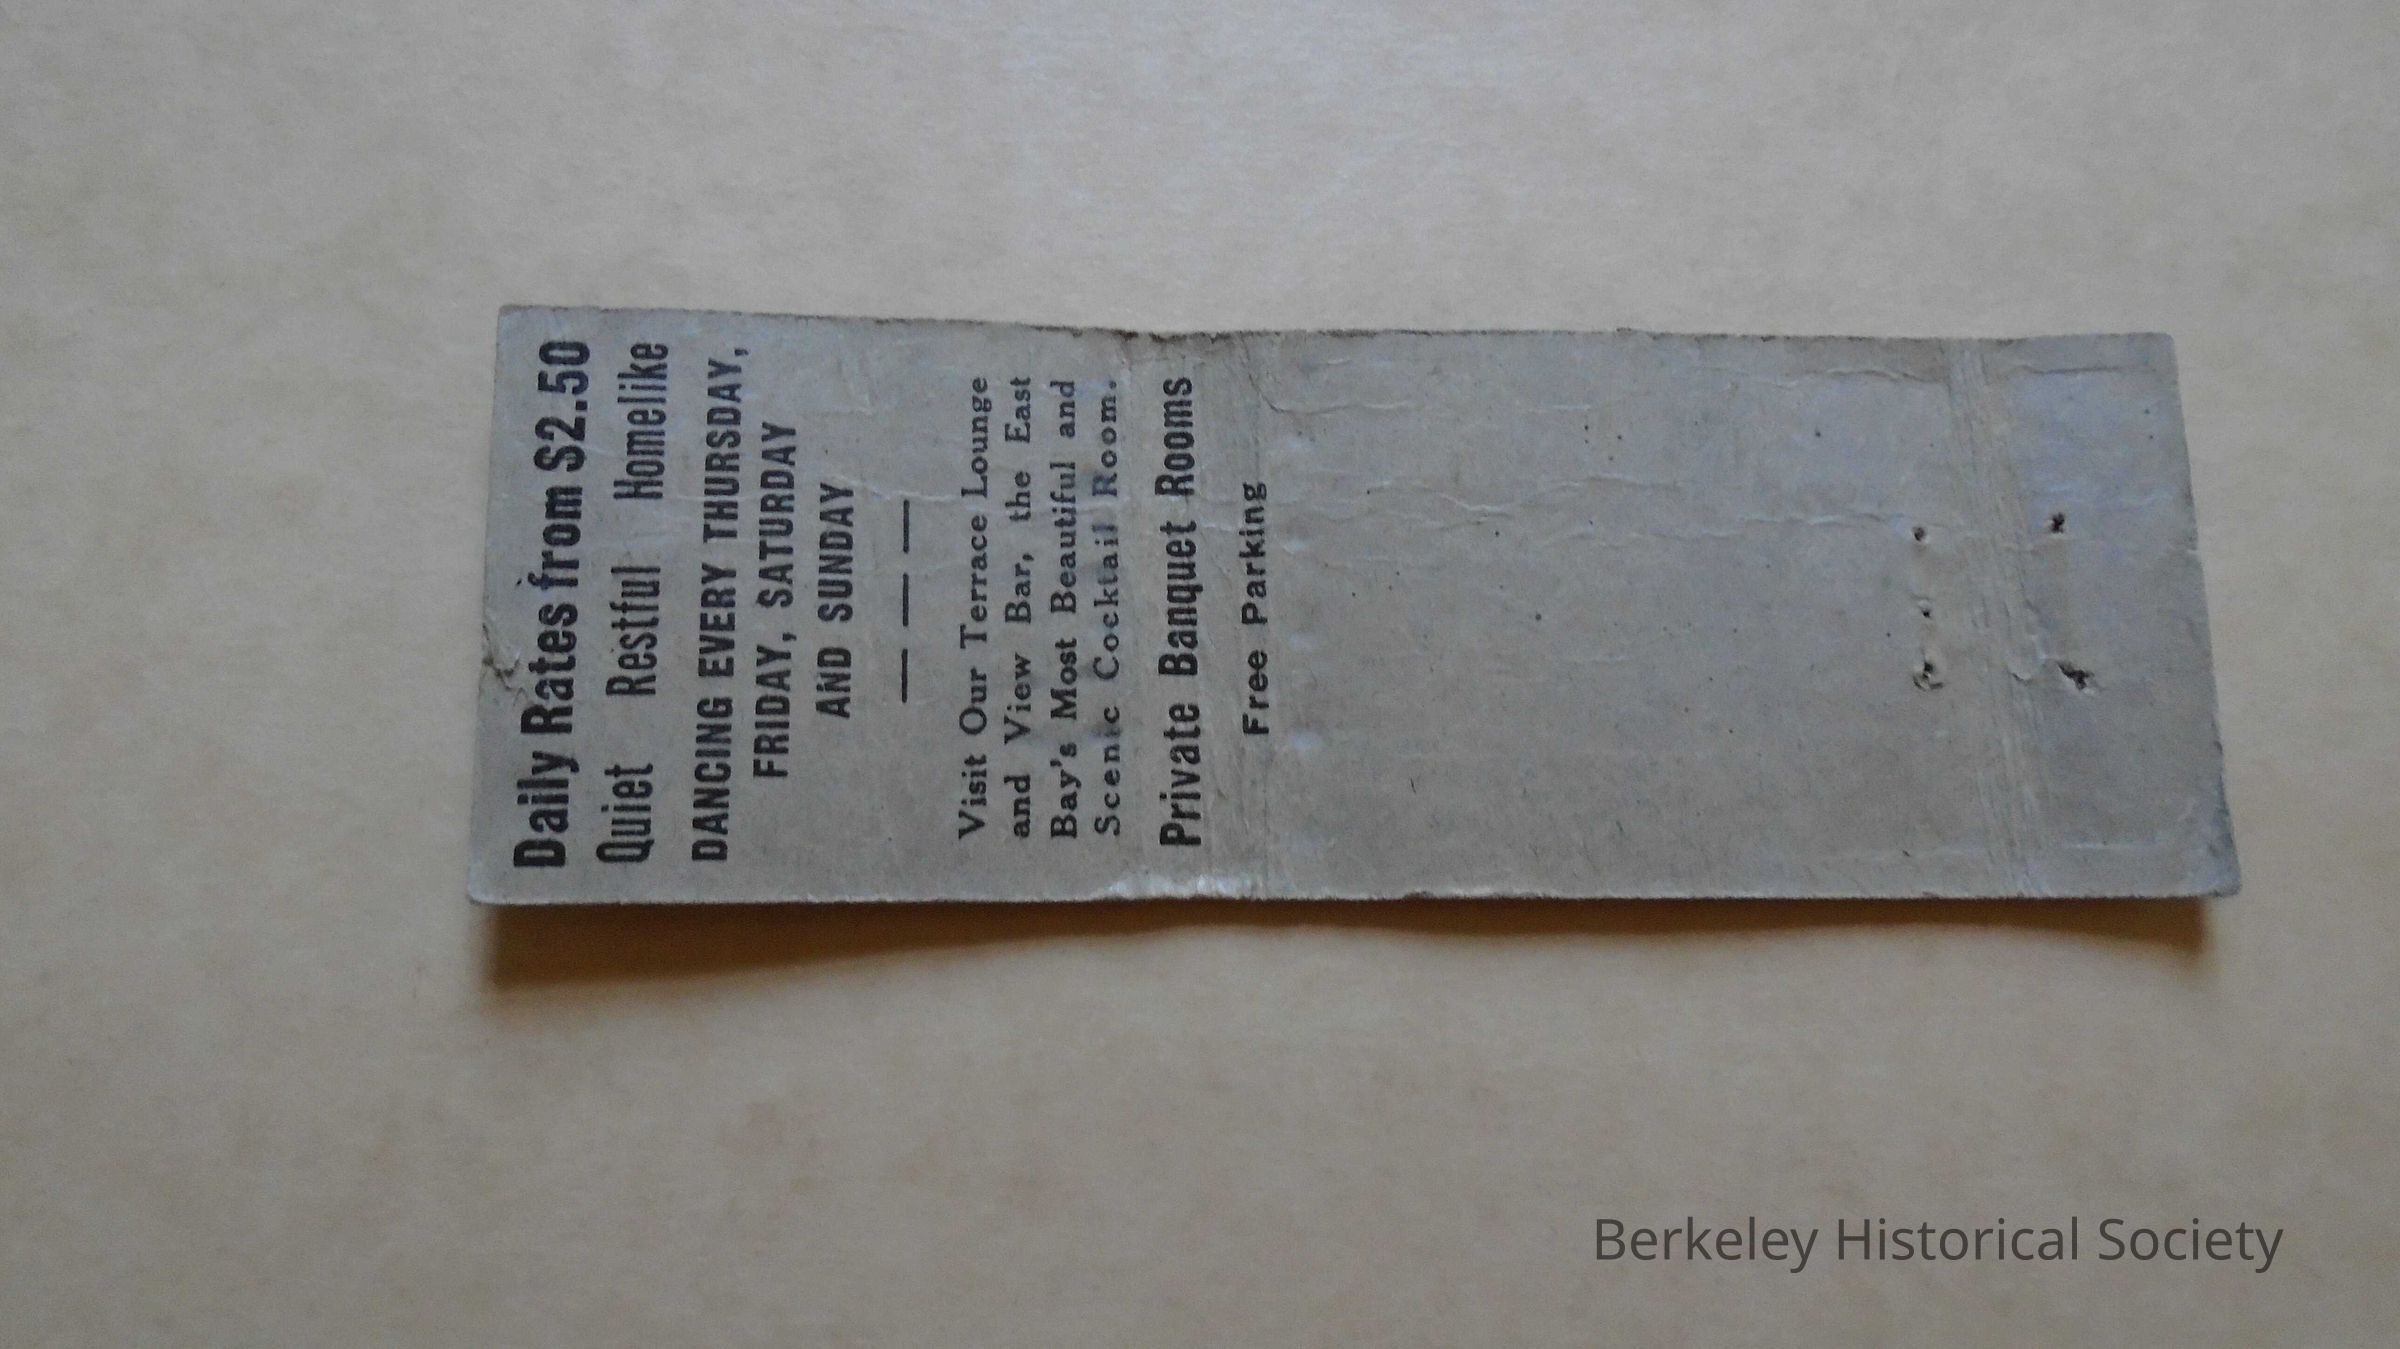 Daily Rates from $2.50
Quiet Restful Homelike
DANCING EVERY THURSDAY,
FRIDAY, SATURDAY
AND SUNDAY
— — —
Visit Our Terrace Lounge
and View Bar, the East
Bay's Most Beautiful and
Scenic Cocktail Room.
Private Banquet Rooms
Free Parking
Berkeley Historical Society